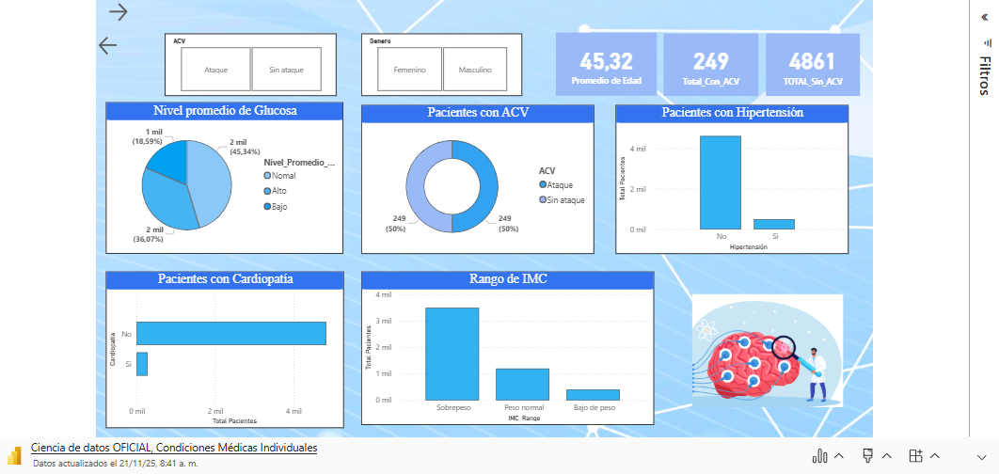 ACV
Ataque
Sin ataque
Genero
Femenino
Masculino
45,32
Promedio de Edad
249
Total_Con_ACV
4861
TOTAL_Sin_ACV
«
Filtros
Nivel promedio de Glucosa
1 mil
(18,59%)
2 mil
(45,34%)
2 mil
(36,07%)
Nivel_Promedio_...
Nomal
Alto
Bajo
Pacientes con ACV
249
(50%)
249
(50%)
ACV
Ataque
Sin ataque
Pacientes con Hipertensión
Total Pacientes
4 mil
2 mil
0 mil
No
Si
Hipertensión
Pacientes con Cardiopatía
Cardiopatía
No
Si
0 mil
2 mil
4 mil
Total Pacientes
Rango de IMC
Total Pacientes
4 mil
3 mil
2 mil
1 mil
0 mil
Sobrepeso
Peso normal
Bajo de peso
IMC_Range
Ciencia de datos OFICIAL, Condiciones Médicas Individuales
Datos actualizados el 21/11/25, 8:41 a. m.